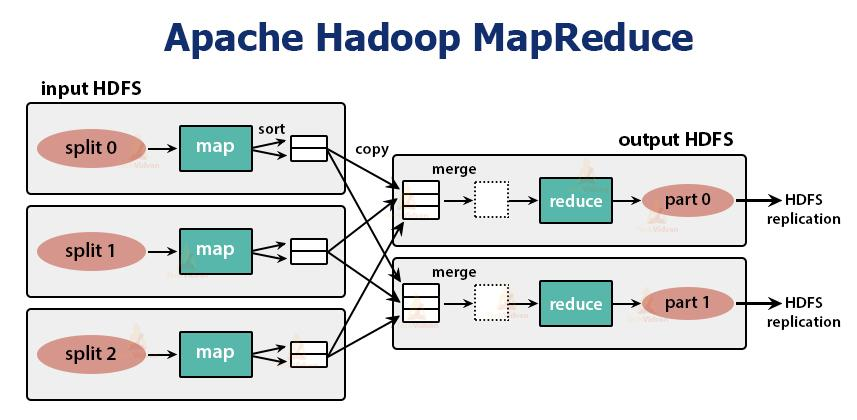 Apache Hadoop MapReduce
input HDFS
split 0
map
sort
copy
split 1
map
split 2
map
output HDFS
merge
reduce
part 0
HDFS
replication
merge
reduce
part 1
HDFS
replication